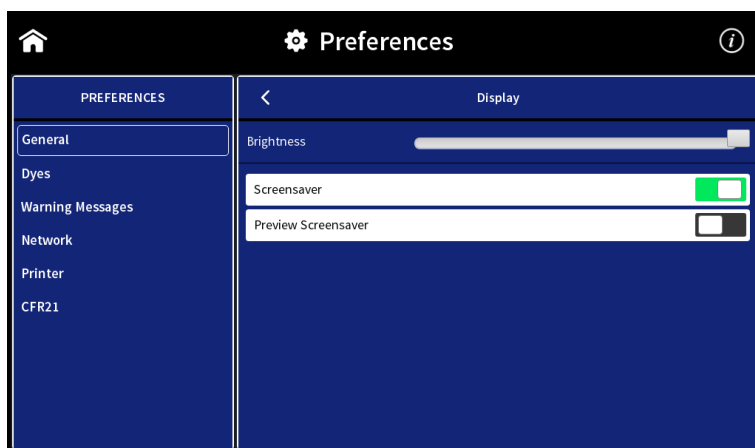 Preferences
i
PREFERENCES
Display
General
Dyes
Warning Messages
Network
Printer
CFR21
Brightness
Screensaver
Preview Screensaver